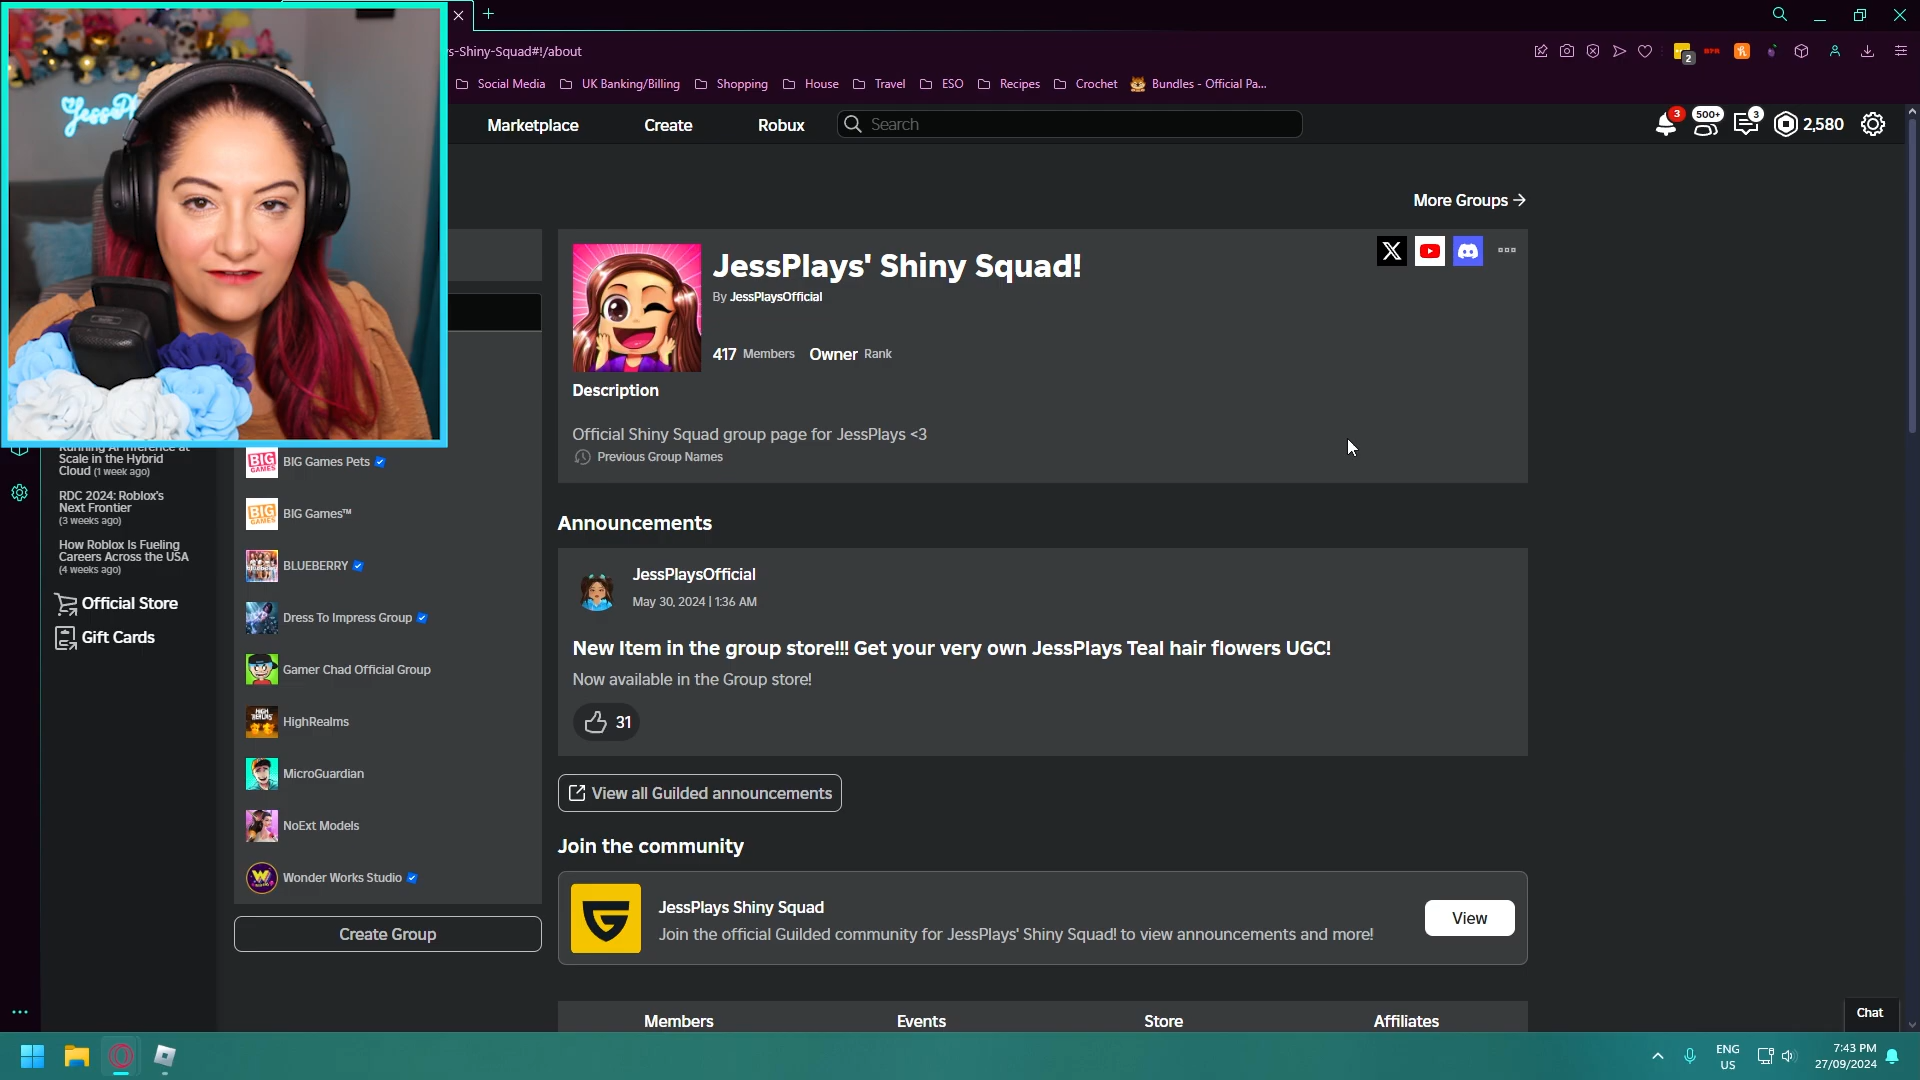 s-Shiny-Squad#!/about
2
Social Media
UK Banking/Billing
Shopping
House
Travel
ESO
Recipes
Crochet
Bundles - Official Pa...
Marketplace
Create
Robux
Search
3
500+
3
2,580
More Groups
JessPlays' Shiny Squad!
By JessPlaysOfficial
417 Members Owner Rank
Description
Official Shiny Squad group page for JessPlays <3
Previous Group Names
Running AI Inference at
Scale in the Hybrid
Cloud (1 week ago)
RDC 2024: Roblox's
Next Frontier
(3 weeks ago)
How Roblox Is Fueling
Careers Across the USA
(4 weeks ago)
Official Store
Gift Cards
BIG GAMES
BIG Games Pets
BIG GAMES
BIG Games™
BLUEBERRY
Dress To Impress Group
Gamer Chad Official Group
HighRealms
MicroGuardian
NoExt Models
Wonder Works Studio
Create Group
Announcements
JessPlaysOfficial
May 30, 2024 | 1:36 AM
New Item in the group store!!! Get your very own JessPlays Teal hair flowers UGC!
Now available in the Group store!
31
View all Guilded announcements
Join the community
JessPlays Shiny Squad
Join the official Guilded community for JessPlays' Shiny Squad! to view announcements and more!
View
Members
Events
Store
Affiliates
Chat
ENG
US
7:43 PM
27/09/2024